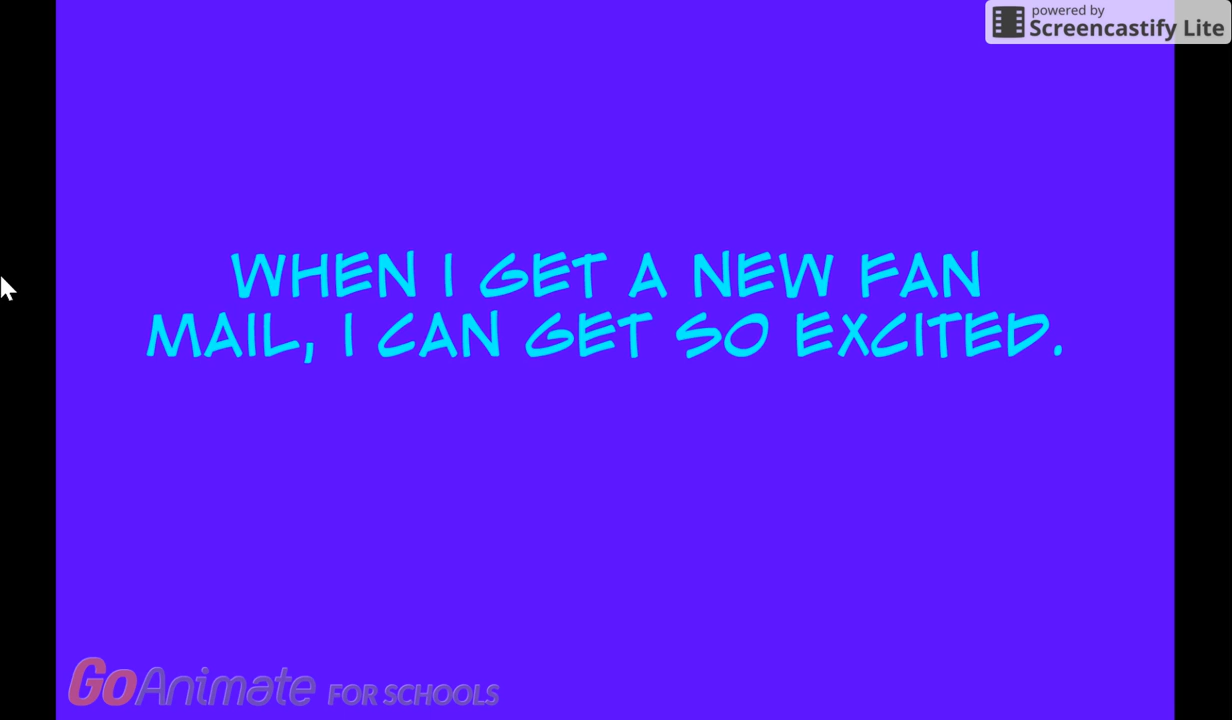 powered by
Screencastify Lite
WHEN I GET A NEW FAN
MAIL, I CAN GET SO EXCITED.
GoAnimate FOR SCHOOLS